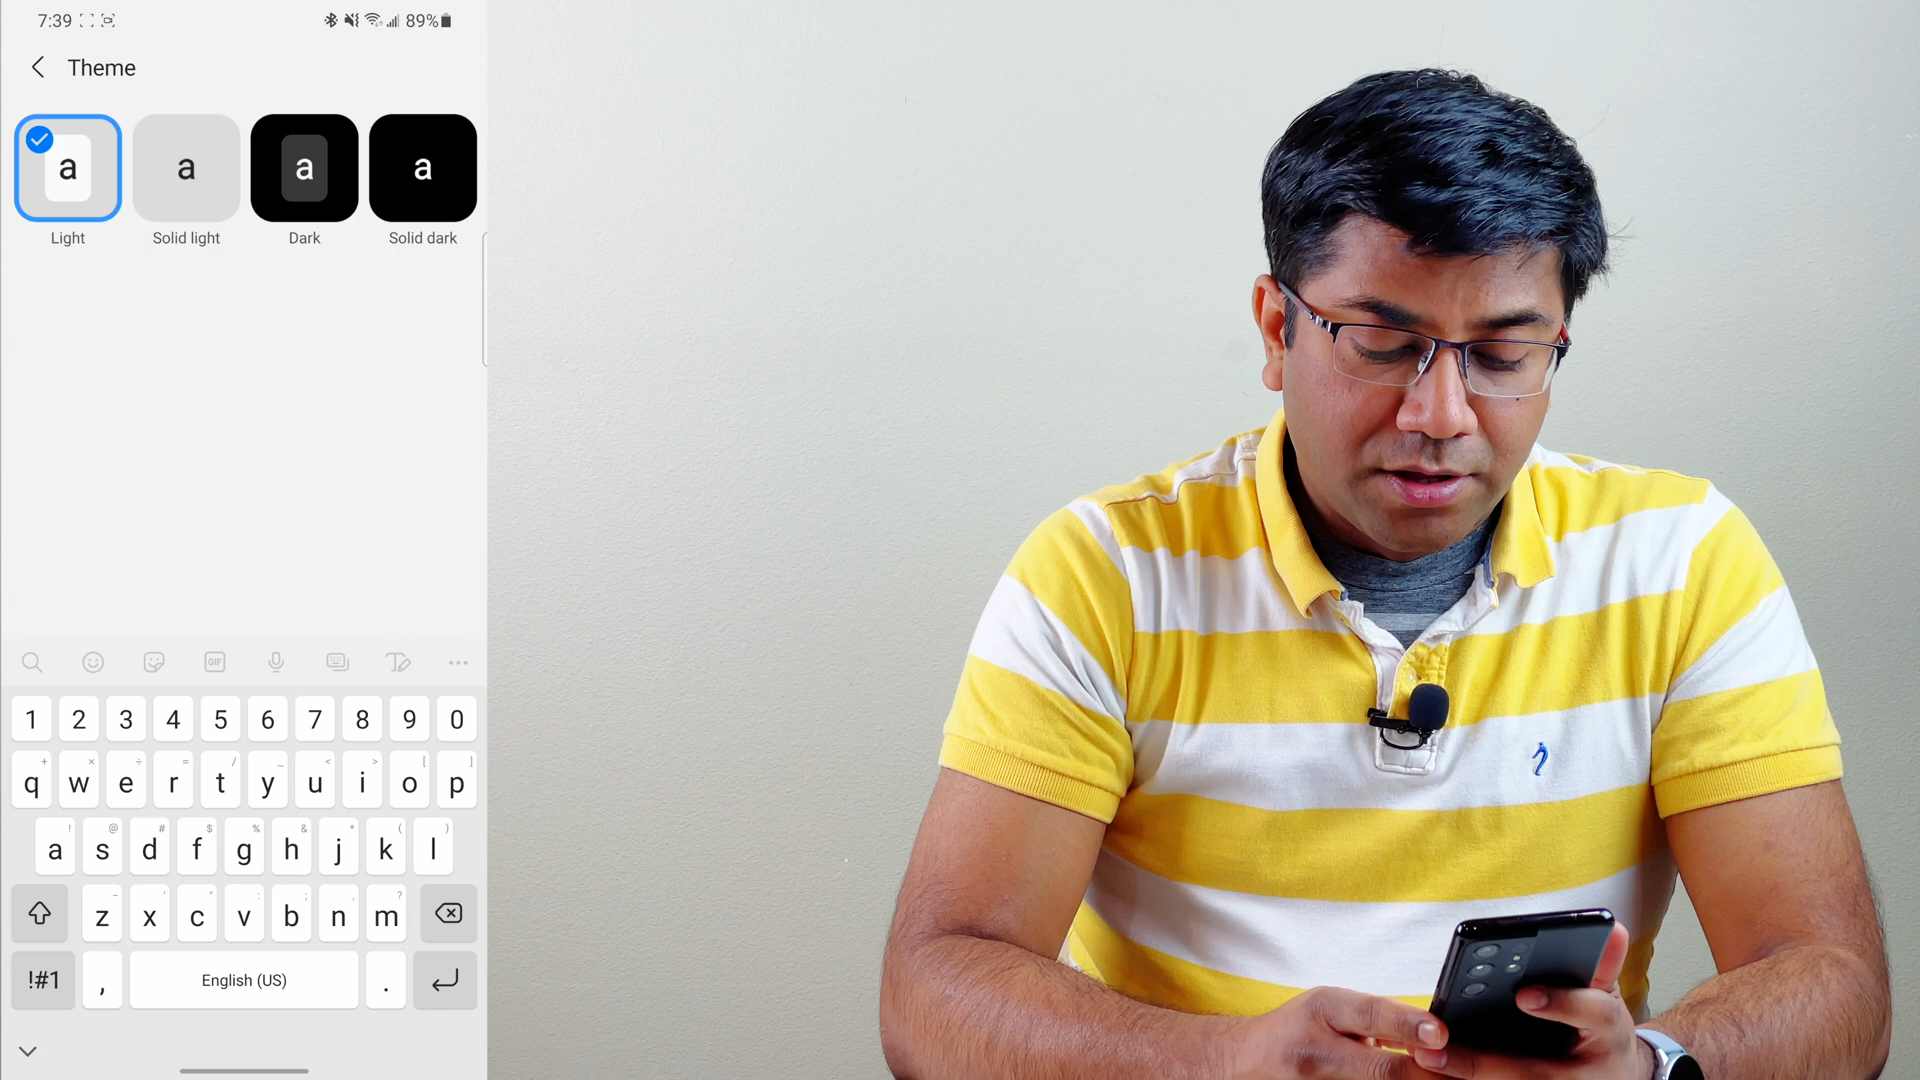 7:39 89%
Theme
a a a a
Light Solid light Dark Solid dark
GIF
1 2 3 4 5 6 7 8 9 0
+ × ÷ = / _ < > [ ]
q w e r t y u i o p
! @ # $ % & * ( )
a s d f g h j k l
- ' " : ; , ?
z x c v b n m
!#1 , English (US) .